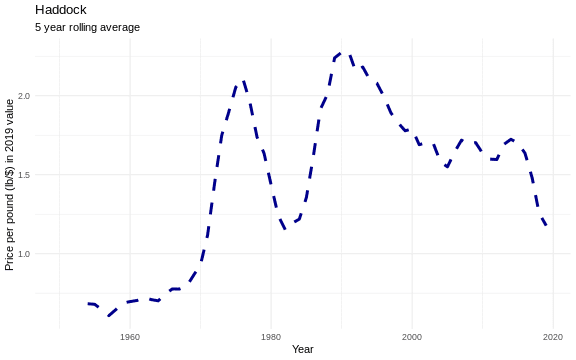 Haddock
5 year rolling average
Price per pound (lb/$) in 2019 value
2.0
1.5
1.0
1960
1980
2000
2020
Year